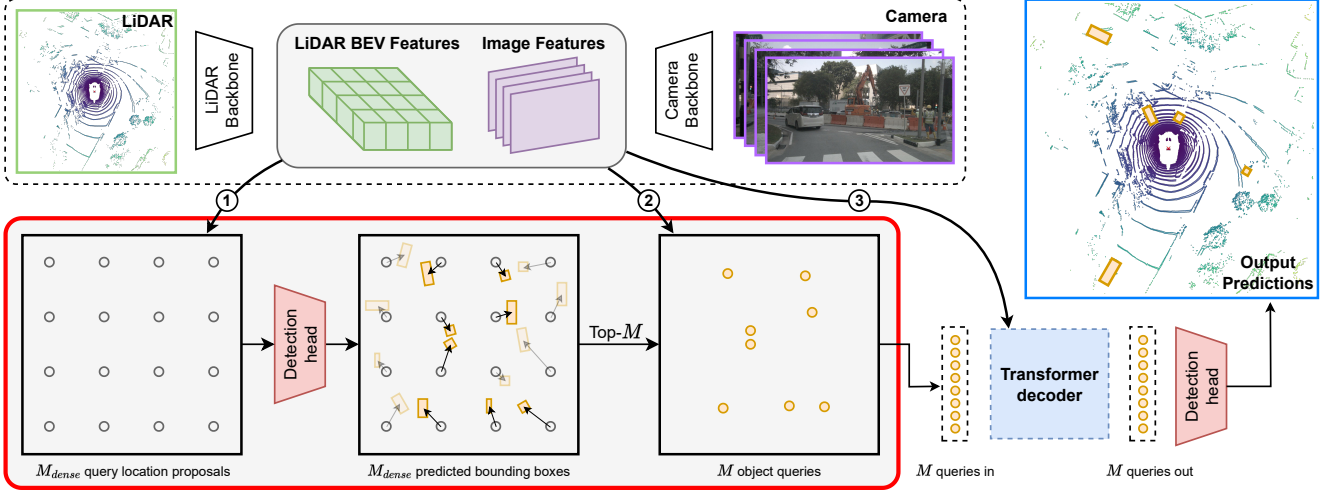 LiDAR
LiDAR
Backbone
LiDAR BEV Features
Image Features
Camera
Backbone
Camera
1
2
3
Output
Predictions
Detection
head
Top-M
Transformer
decoder
Detection
head
M_dense query location proposals
M_dense predicted bounding boxes
M object queries
M queries in
M queries out